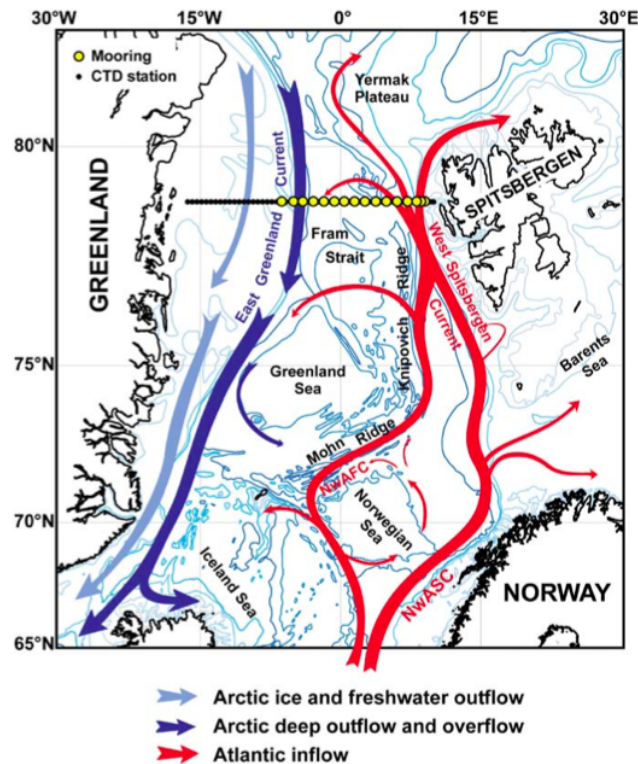 30°W
15°W
0°
15°E
30°E
Mooring
CTD station
Yermak
Plateau
80°N
GREENLAND
East Greenland Current
SPITSBERGEN
Fram
Strait
West Spitsbergen
Current
Knipovich Ridge
75°N
Greenland
Sea
Barents
Sea
Mohn Ridge
NwAFC
Norwegian
Sea
70°N
Iceland Sea
NwASC
NORWAY
65°N
Arctic ice and freshwater outflow
Arctic deep outflow and overflow
Atlantic inflow